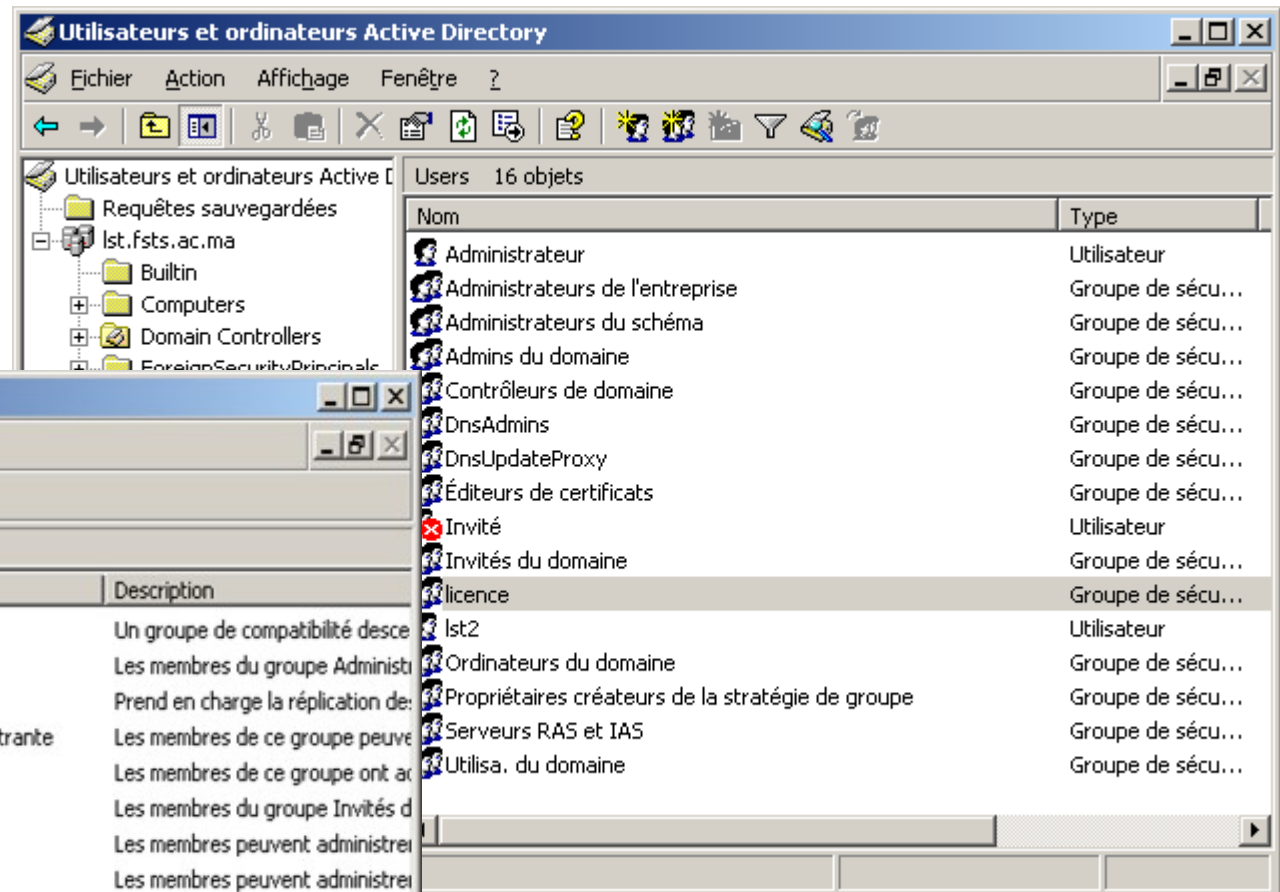 Utilisateurs et ordinateurs Active Directory
Fichier Action Affichage Fenêtre ?
Utilisateurs et ordinateurs Active
Requêtes sauvegardées
lst.fsts.ac.ma
Builtin
Computers
Domain Controllers
ForeignSecurityPrincipals
Users 16 objets
Nom Type
Administrateur Utilisateur
Administrateurs de l'entreprise Groupe de sécu...
Administrateurs du schéma Groupe de sécu...
Admins du domaine Groupe de sécu...
Contrôleurs de domaine Groupe de sécu...
DnsAdmins Groupe de sécu...
DnsUpdateProxy Groupe de sécu...
Éditeurs de certificats Groupe de sécu...
Invité Utilisateur
Invités du domaine Groupe de sécu...
licence Groupe de sécu...
lst2 Utilisateur
Ordinateurs du domaine Groupe de sécu...
Propriétaires créateurs de la stratégie de groupe Groupe de sécu...
Serveurs RAS et IAS Groupe de sécu...
Utilisa. du domaine Groupe de sécu...
Description
Un groupe de compatibilité desce
Les membres du groupe Administr
Prend en charge la réplication des
trante Les membres de ce groupe peuve
Les membres de ce groupe ont ac
Les membres du groupe Invités d
Les membres peuvent administrer
Les membres peuvent administrer